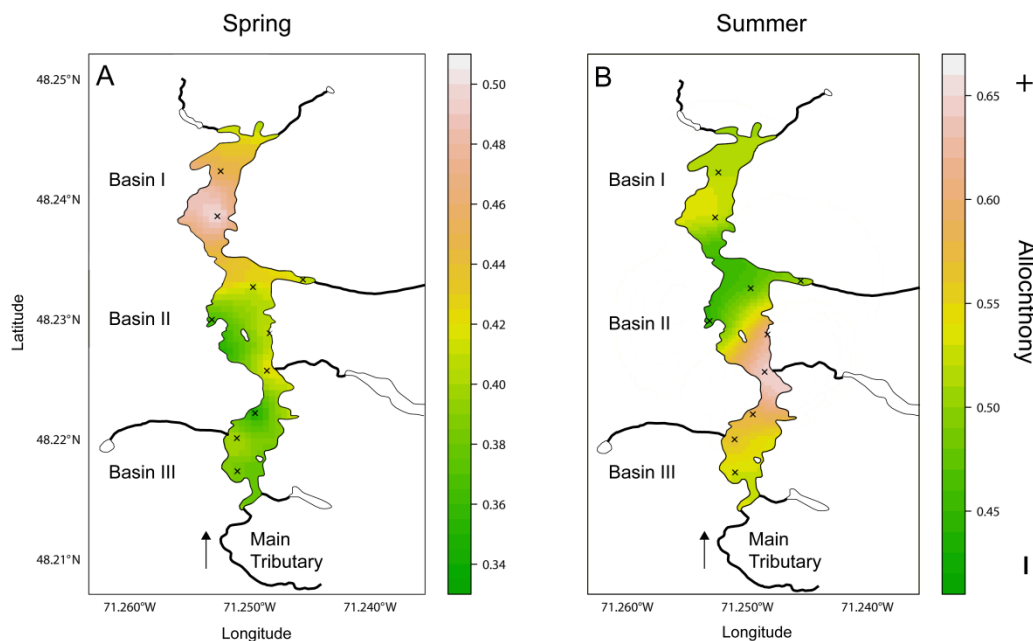 Spring
Summer
A
B
48.25°N
48.24°N
48.23°N
48.22°N
48.21°N
Latitude
Basin I
Basin II
Basin III
Main
Tributary
71.260°W
71.250°W
71.240°W
Longitude
0.50
0.48
0.46
0.44
0.42
0.40
0.38
0.36
0.34
Basin I
Basin II
Basin III
Main
Tributary
71.260°W
71.250°W
71.240°W
Longitude
0.65
0.60
0.55
0.50
0.45
+
Allochthony
–